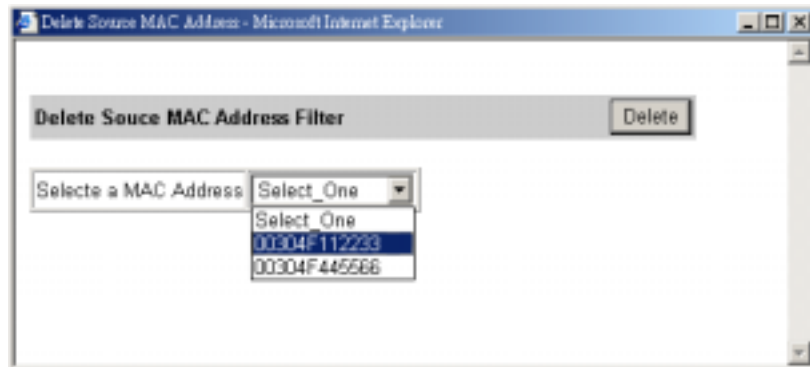 Delete Source MAC Address - Microsoft Internet Explorer
Delete Souce MAC Address Filter
Delete
Selecte a MAC Address
Select_One
Select_One
00304F112233
00304F445566